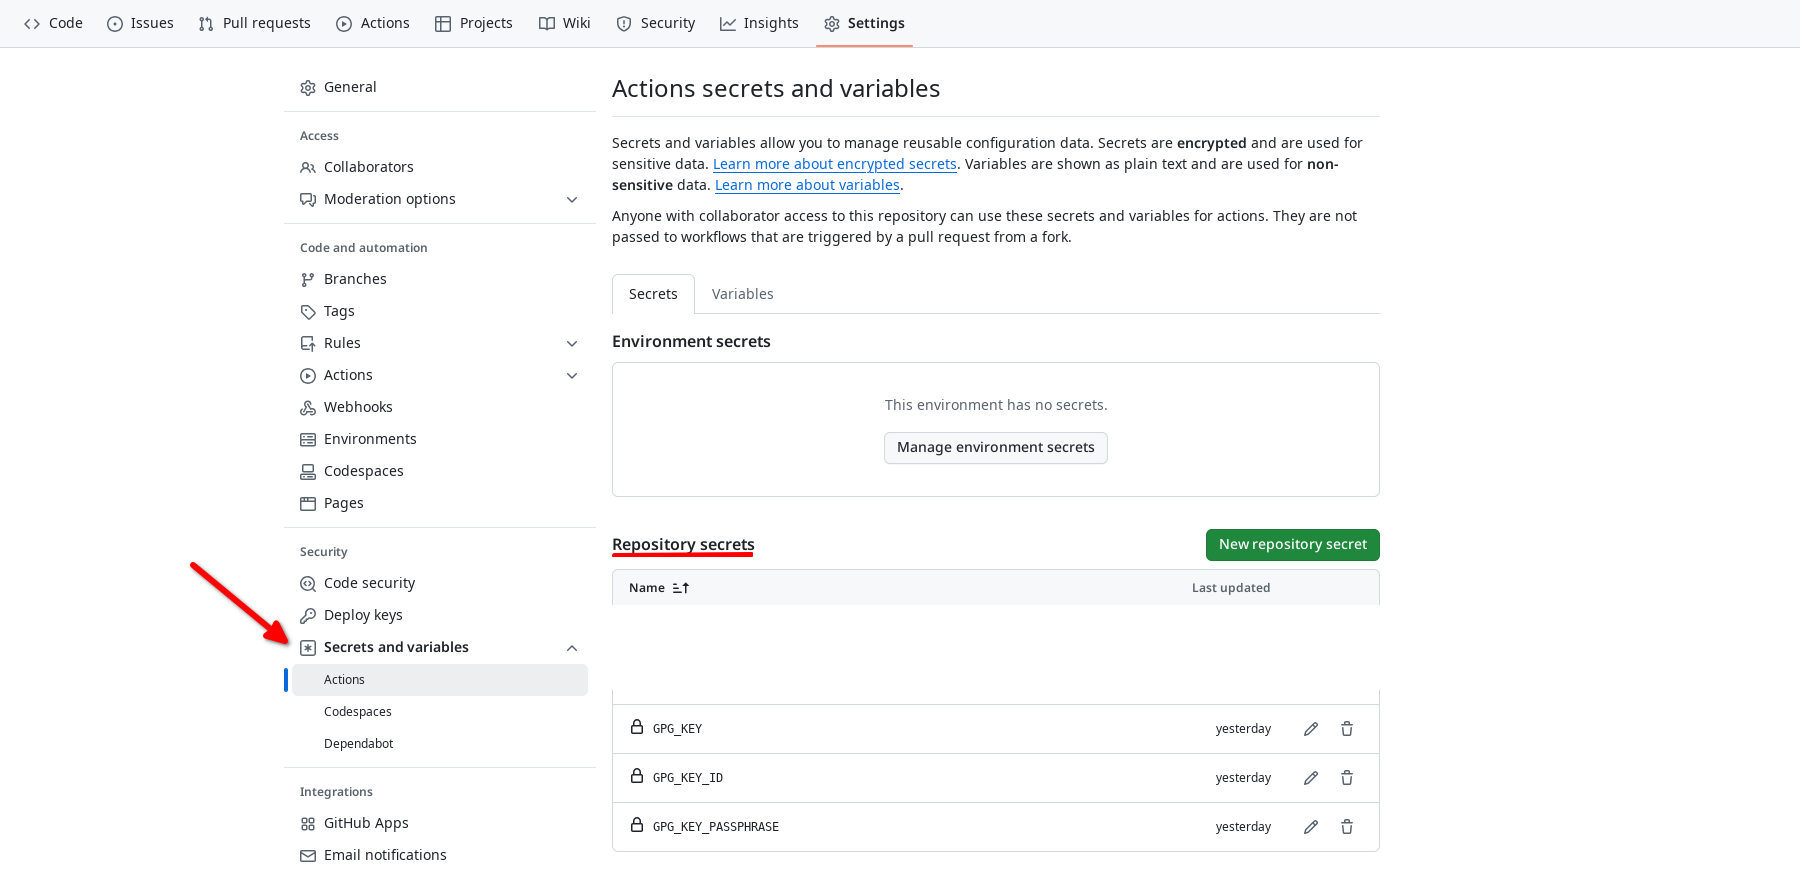 Code Issues Pull requests Actions Projects Wiki Security Insights Settings
General
Access
Collaborators
Moderation options
Code and automation
Branches
Tags
Rules
Actions
Webhooks
Environments
Codespaces
Pages
Security
Code security
Deploy keys
Secrets and variables
Actions
Codespaces
Dependabot
Integrations
GitHub Apps
Email notifications
Actions secrets and variables
Secrets and variables allow you to manage reusable configuration data. Secrets are encrypted and are used for
sensitive data. Learn more about encrypted secrets. Variables are shown as plain text and are used for non-
sensitive data. Learn more about variables.
Anyone with collaborator access to this repository can use these secrets and variables for actions. They are not
passed to workflows that are triggered by a pull request from a fork.
Secrets Variables
Environment secrets
This environment has no secrets.
Manage environment secrets
Repository secrets New repository secret
Name Last updated
GPG_KEY yesterday
GPG_KEY_ID yesterday
GPG_KEY_PASSPHRASE yesterday